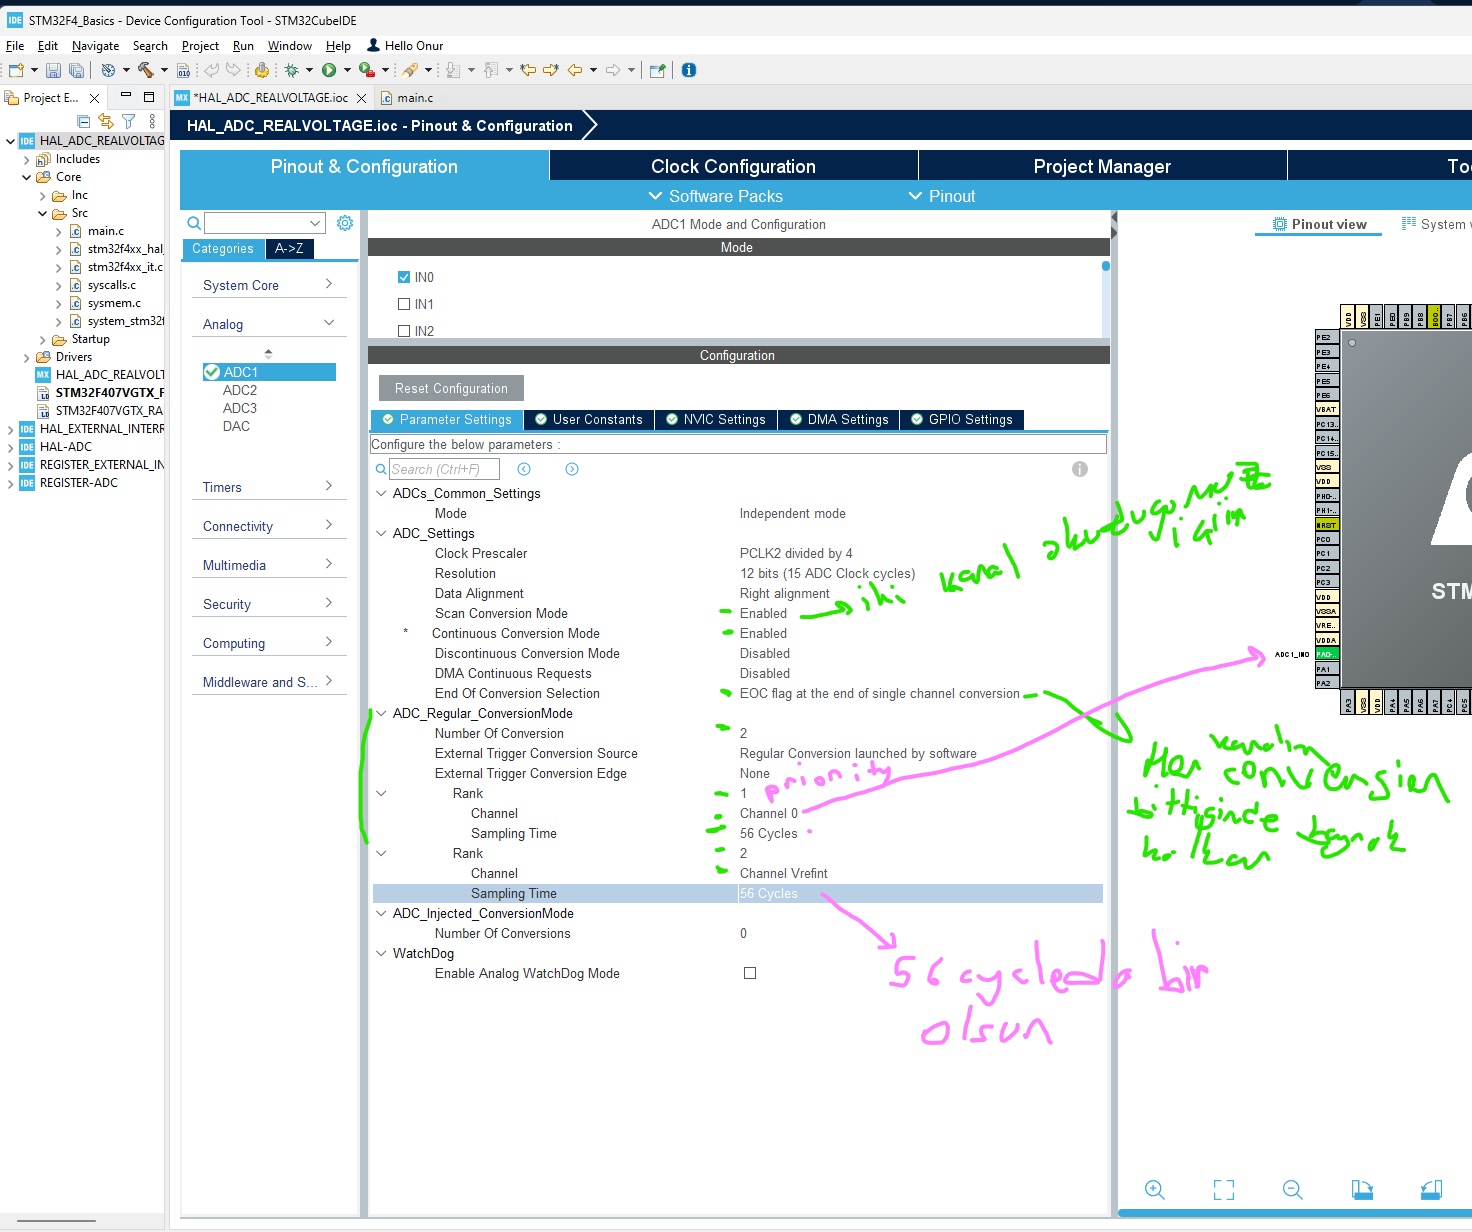 STM32F4_Basics - Device Configuration Tool - STM32CubeIDE
File Edit Navigate Search Project Run Window Help Hello Onur
Project E...
*HAL_ADC_REALVOLTAGE.ioc
main.c
HAL_ADC_REALVOLTAGE.ioc - Pinout & Configuration
HAL_ADC_REALVOLTAG
Includes
Core
Inc
Src
main.c
stm32f4xx_hal_
stm32f4xx_it.c
syscalls.c
sysmem.c
system_stm32f
Startup
Drivers
HAL_ADC_REALVOLT
STM32F407VGTX_F
STM32F407VGTX_RA
HAL_EXTERNAL_INTERR
HAL-ADC
REGISTER_EXTERNAL_IN
REGISTER-ADC
Pinout & Configuration
Clock Configuration
Project Manager
Too
Software Packs
Pinout
Categories
A->Z
System Core
Analog
ADC1
ADC2
ADC3
DAC
Timers
Connectivity
Multimedia
Security
Computing
Middleware and S...
ADC1 Mode and Configuration
Mode
IN0
IN1
IN2
Configuration
Reset Configuration
Parameter Settings
User Constants
NVIC Settings
DMA Settings
GPIO Settings
Configure the below parameters :
Search (Ctrl+F)
ADCs_Common_Settings
Mode Independent mode
ADC_Settings
Clock Prescaler PCLK2 divided by 4
Resolution 12 bits (15 ADC Clock cycles)
Data Alignment Right alignment
Scan Conversion Mode Enabled
* Continuous Conversion Mode Enabled
Discontinuous Conversion Mode Disabled
DMA Continuous Requests Disabled
End Of Conversion Selection EOC flag at the end of single channel conversion
ADC_Regular_ConversionMode
Number Of Conversion 2
External Trigger Conversion Source Regular Conversion launched by software
External Trigger Conversion Edge None
Rank 1
Channel Channel 0
Sampling Time 56 Cycles
Rank 2
Channel Channel Vrefint
Sampling Time 56 Cycles
ADC_Injected_ConversionMode
Number Of Conversions 0
WatchDog
Enable Analog WatchDog Mode
iki kanal okuduğumuz
için
priority
Her kanalın
conversion
bittiginde bayrak
kalkar
56 cycleda bir
olsun
Pinout view
System v
VDD
VSS
PE1
PE0
PB9
PB8
BOO..
PB7
PB6
PE2
PE3
PE4
PE5
PE6
VBAT
PC13..
PC14..
PC15..
VSS
VDD
PH0-..
PH1-..
NRST
PC0
PC1
PC2
PC3
VDD
VSSA
VRE..
VDDA
ADC1_IN0
PA0-..
PA1
PA2
PA3
VSS
VDD
PA4
PA5
PA6
PA7
PC4
PC5
STM